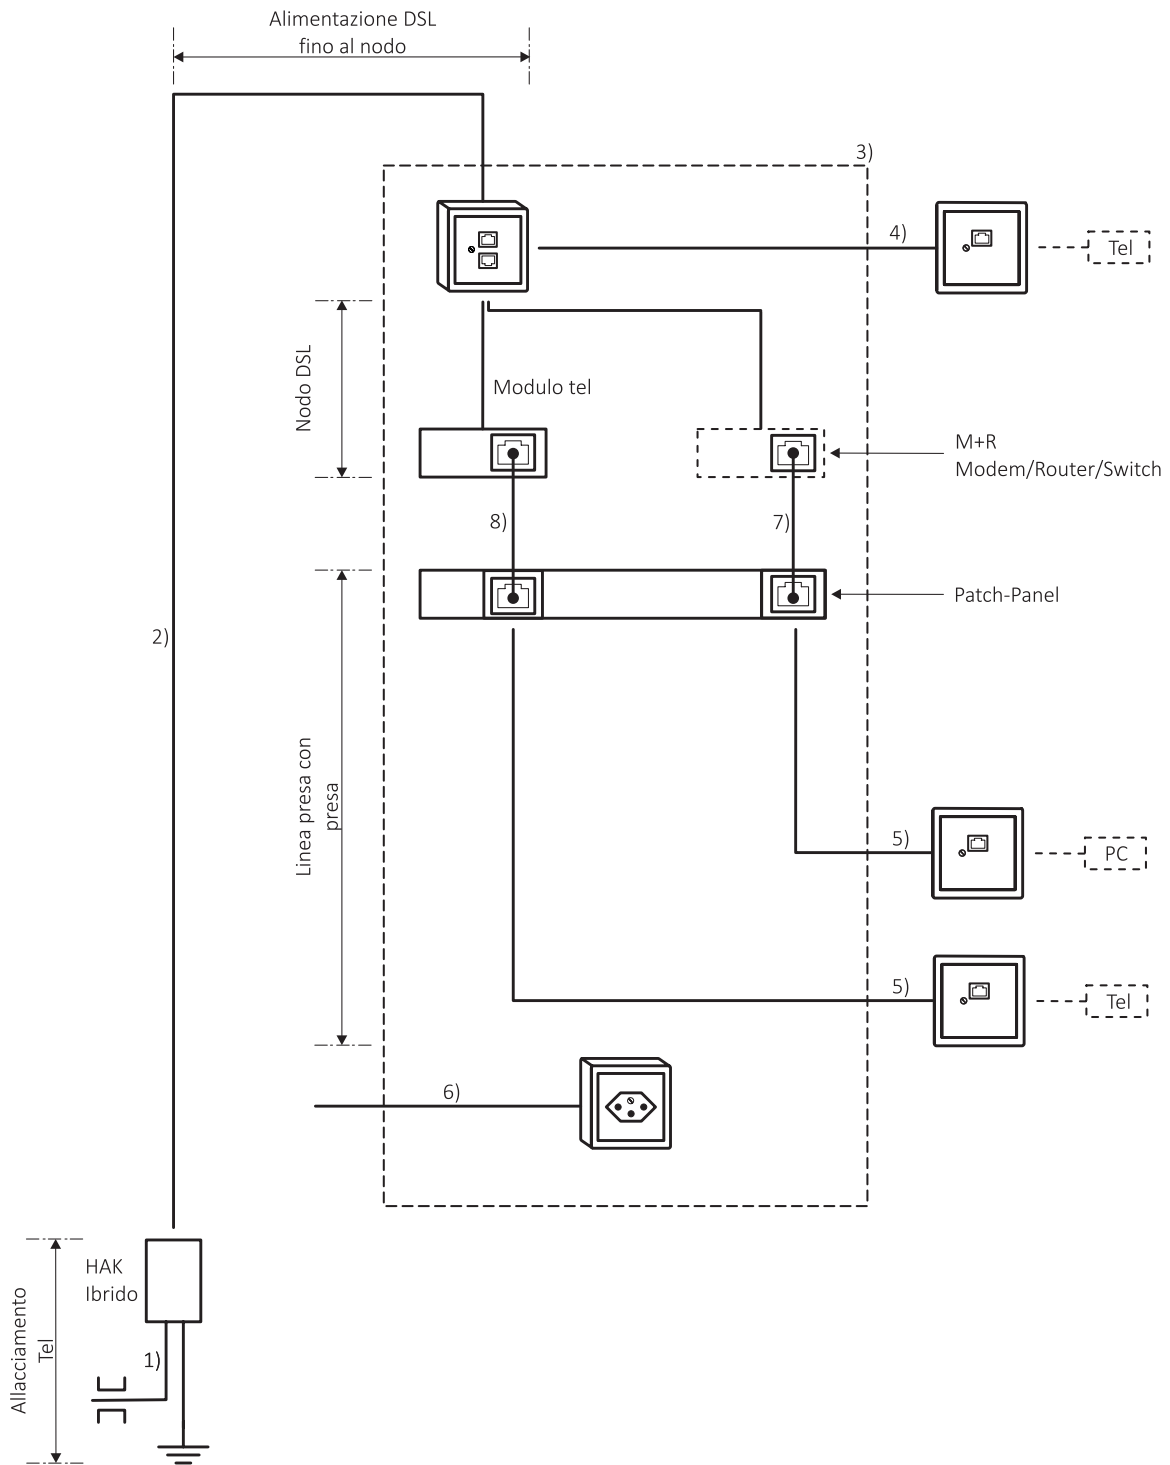 Alimentazione DSL
fino al nodo
3)
4)
Tel
Nodo DSL
Modulo tel
M+R
Modem/Router/Switch
8)
7)
Patch-Panel
2)
Linea presa con
presa
5)
PC
5)
Tel
6)
HAK
Ibrido
Allacciamento
Tel
1)